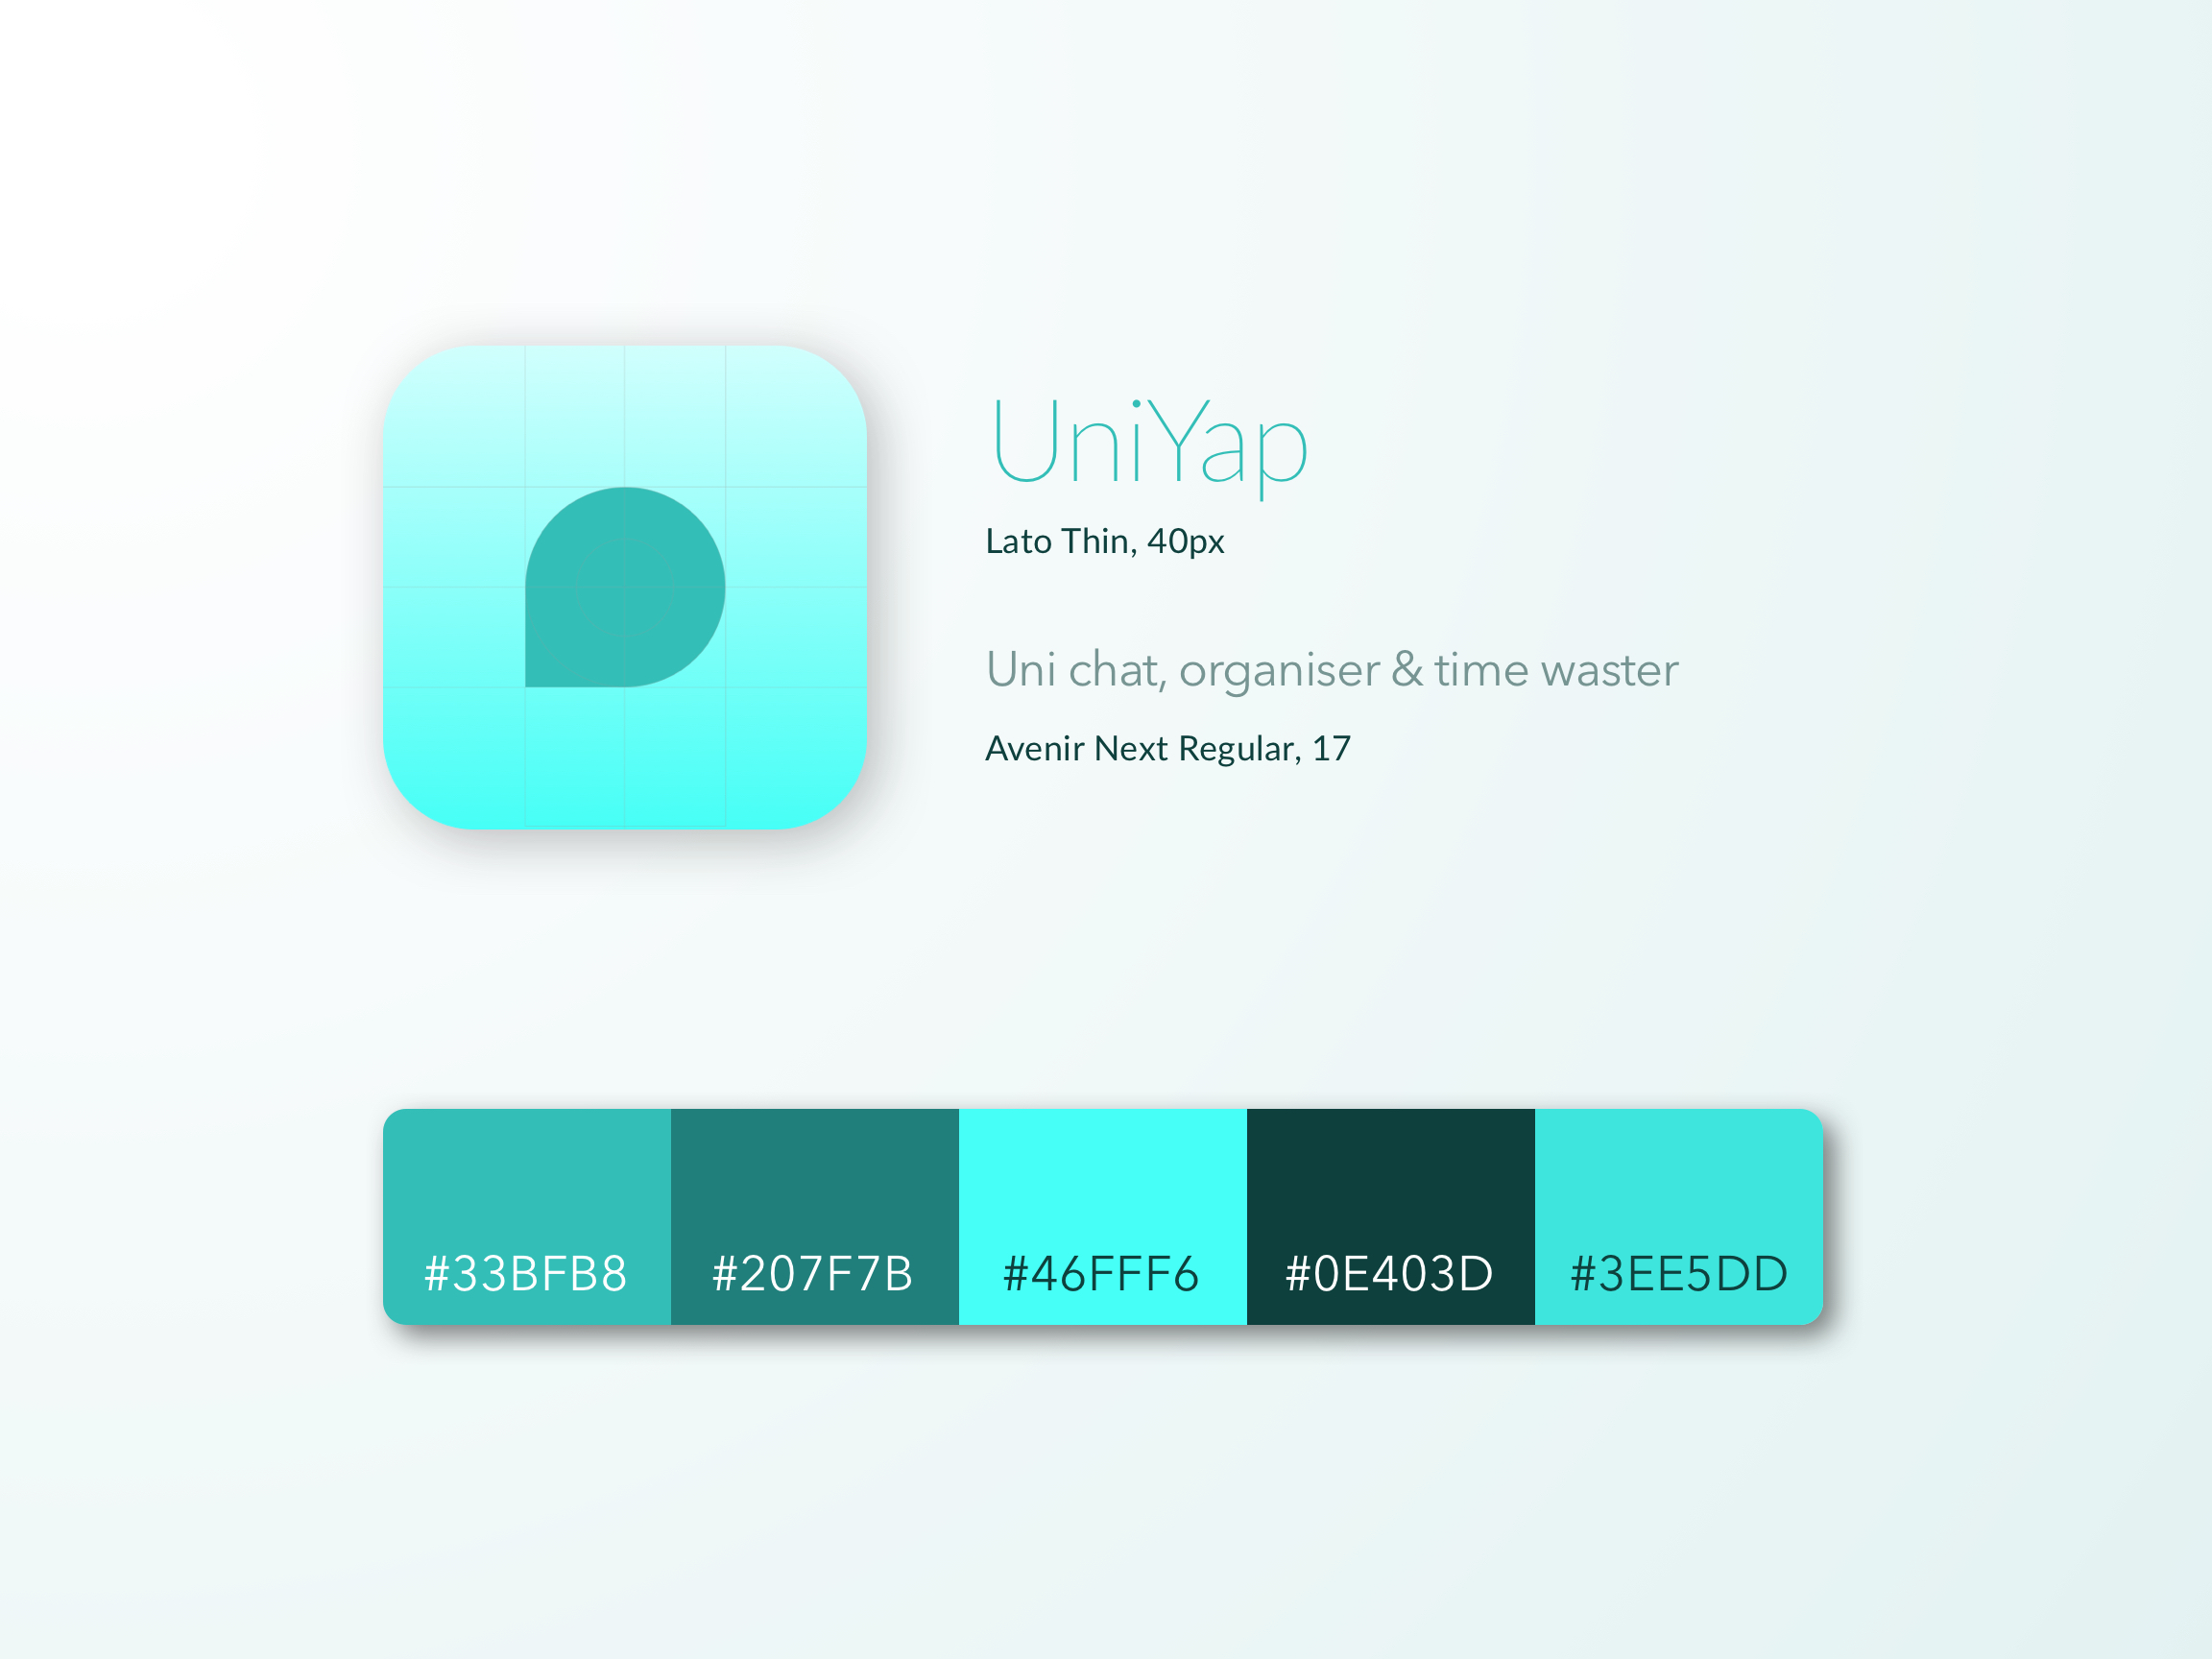 UniYap
Lato Thin, 40px
Uni chat, organiser & time waster
Avenir Next Regular, 17
#33BFB8
#207F7B
#46FFF6
#0E403D
#3EE5DD